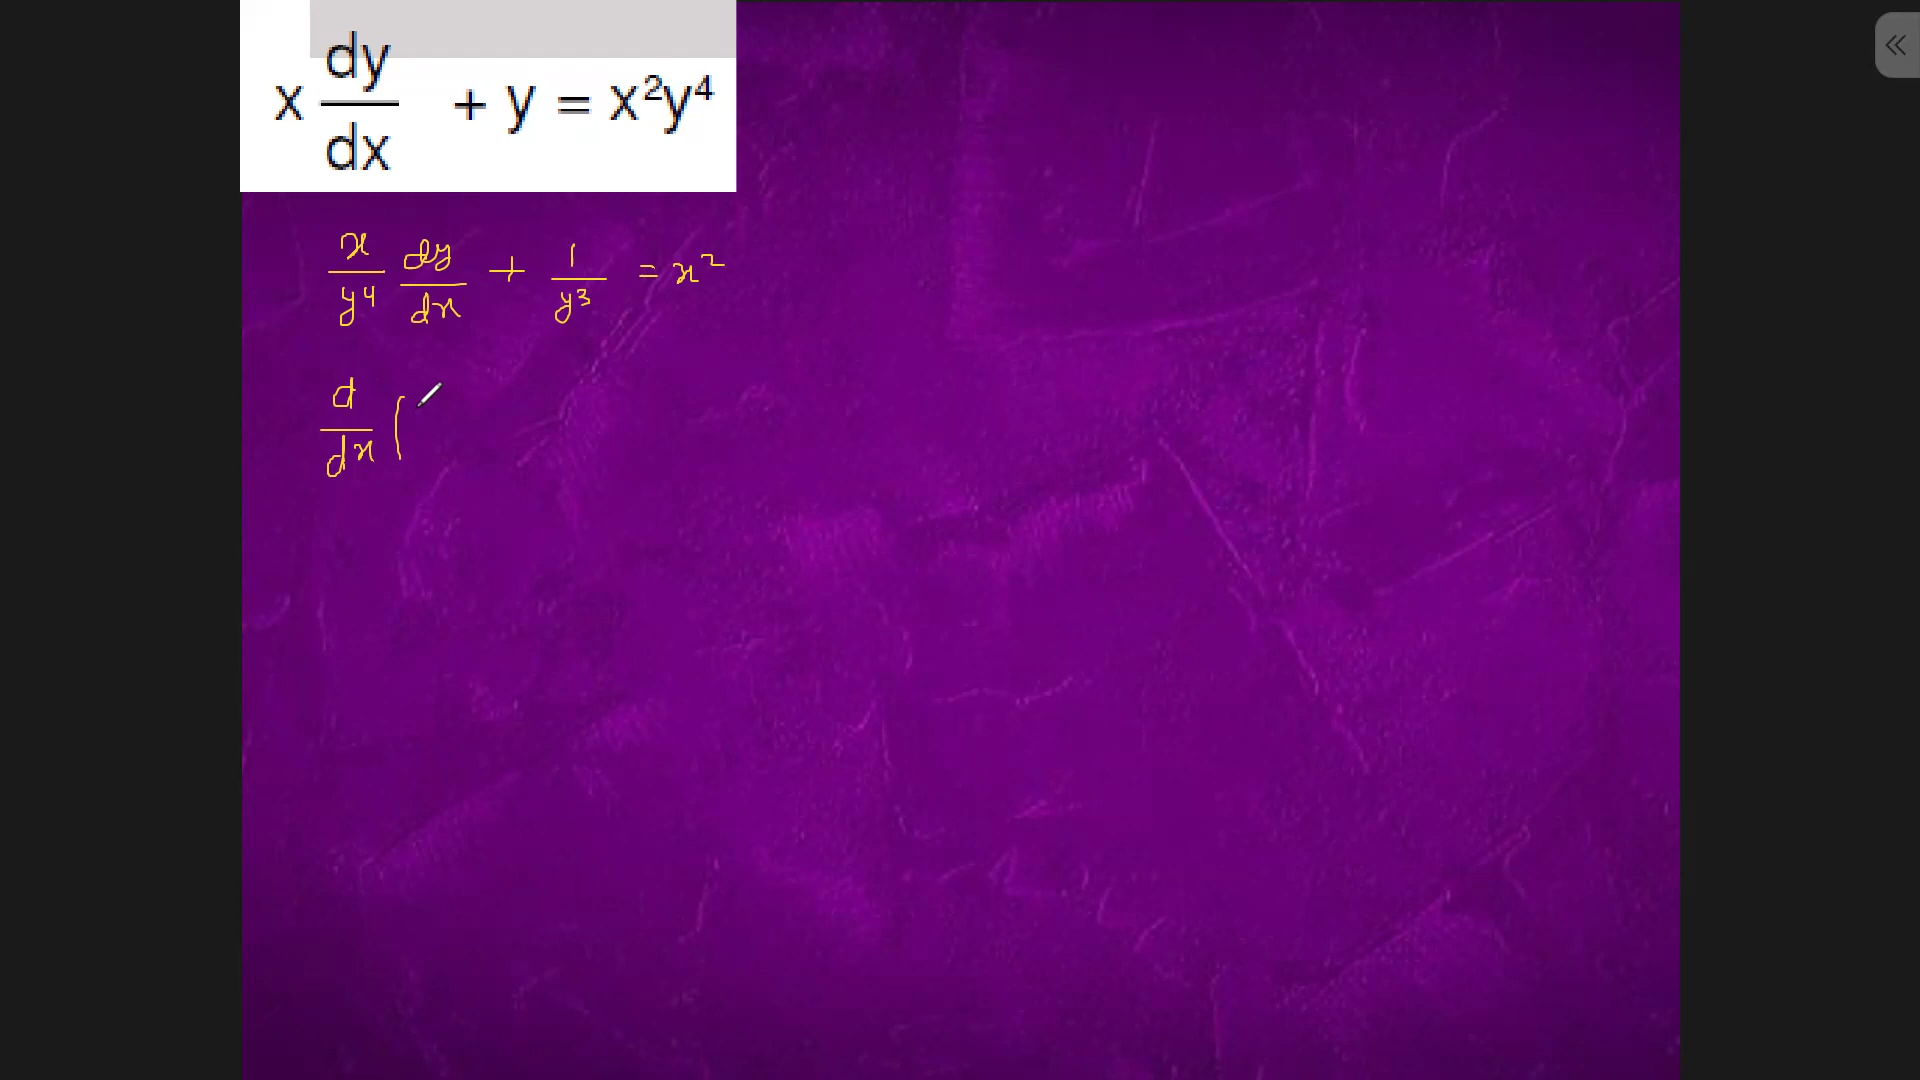 x dy/dx + y = x²y⁴
x/y⁴ dy/dx + 1/y³ = x²
d/dx (